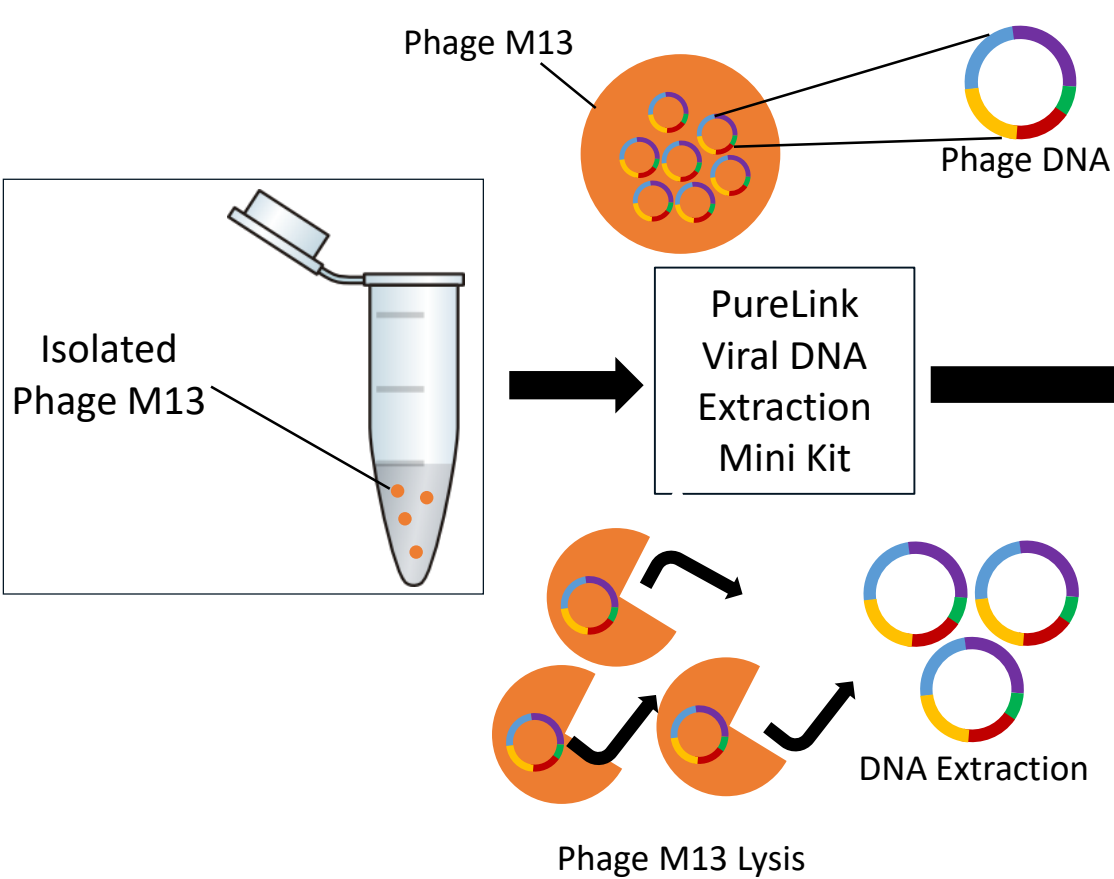 Phage M13
Phage DNA
Isolated
Phage M13
PureLink
Viral DNA
Extraction
Mini Kit
DNA Extraction
Phage M13 Lysis